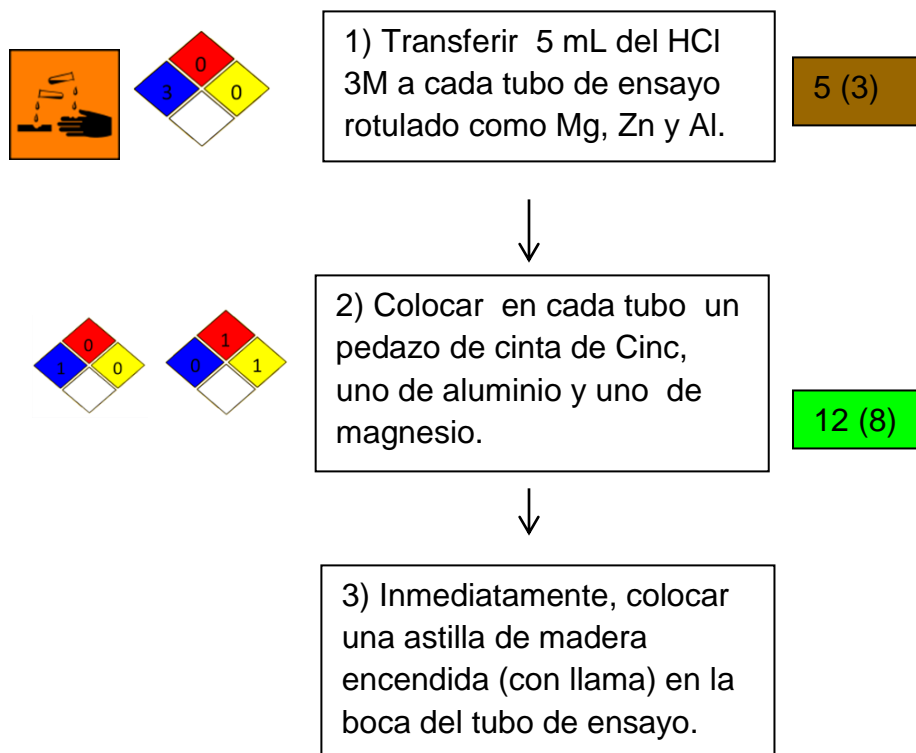 1) Transferir 5 mL del HCl
3M a cada tubo de ensayo
rotulado como Mg, Zn y Al.
5 (3)
0
3
0
2) Colocar en cada tubo un
pedazo de cinta de Cinc,
uno de aluminio y uno de
magnesio.
0
1
0
1
0
1
12 (8)
3) Inmediatamente, colocar
una astilla de madera
encendida (con llama) en la
boca del tubo de ensayo.